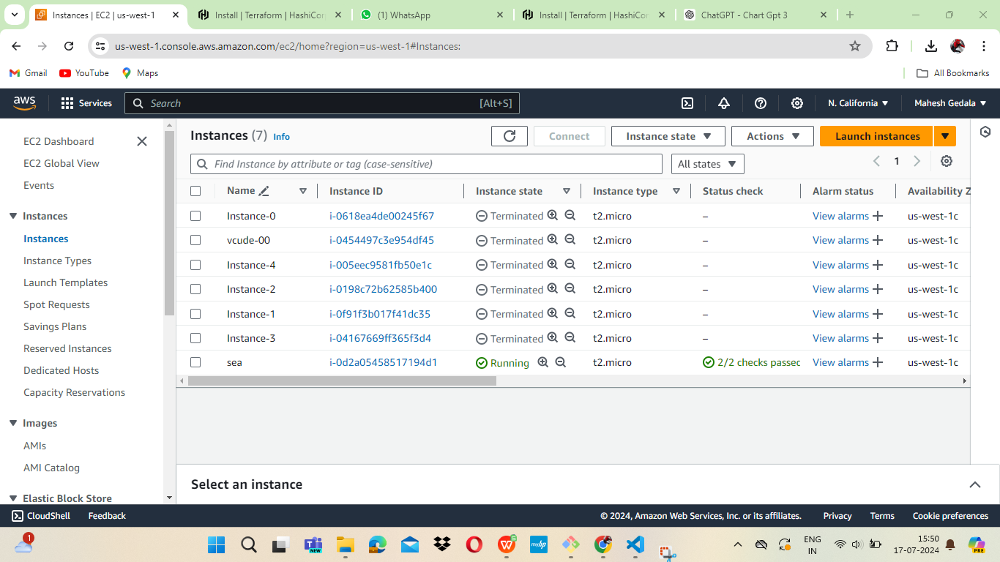 Instances | EC2 | us-west-1
Install | Terraform | HashiCor
(1) WhatsApp
Install | Terraform | HashiCor
ChatGPT - Chart Gpt 3
us-west-1.console.aws.amazon.com/ec2/home?region=us-west-1#Instances:
Gmail YouTube Maps All Bookmarks
aws Services Search [Alt+S] N. California Mahesh Gedala
EC2 Dashboard
EC2 Global View
Events
Instances
Instances
Instance Types
Launch Templates
Spot Requests
Savings Plans
Reserved Instances
Dedicated Hosts
Capacity Reservations
Images
AMIs
AMI Catalog
Elastic Block Store
Instances (7) Info Connect Instance state Actions Launch instances
Find Instance by attribute or tag (case-sensitive) All states 1
Name Instance ID Instance state Instance type Status check Alarm status Availability Z
Instance-0 i-0618ea4de00245f67 Terminated t2.micro – View alarms us-west-1c
vcude-00 i-0454497c3e954df45 Terminated t2.micro – View alarms us-west-1c
Instance-4 i-005eec9581fb50e1c Terminated t2.micro – View alarms us-west-1c
Instance-2 i-0198c72b62585b400 Terminated t2.micro – View alarms us-west-1c
Instance-1 i-0f91f3b017f41dc35 Terminated t2.micro – View alarms us-west-1c
Instance-3 i-04167669ff365f3d4 Terminated t2.micro – View alarms us-west-1c
sea i-0d2a05458517194d1 Running t2.micro 2/2 checks passec View alarms us-west-1c
Select an instance
CloudShell Feedback © 2024, Amazon Web Services, Inc. or its affiliates. Privacy Terms Cookie preferences
1
NEW
myhp
ENG
IN
15:50
17-07-2024
PRE